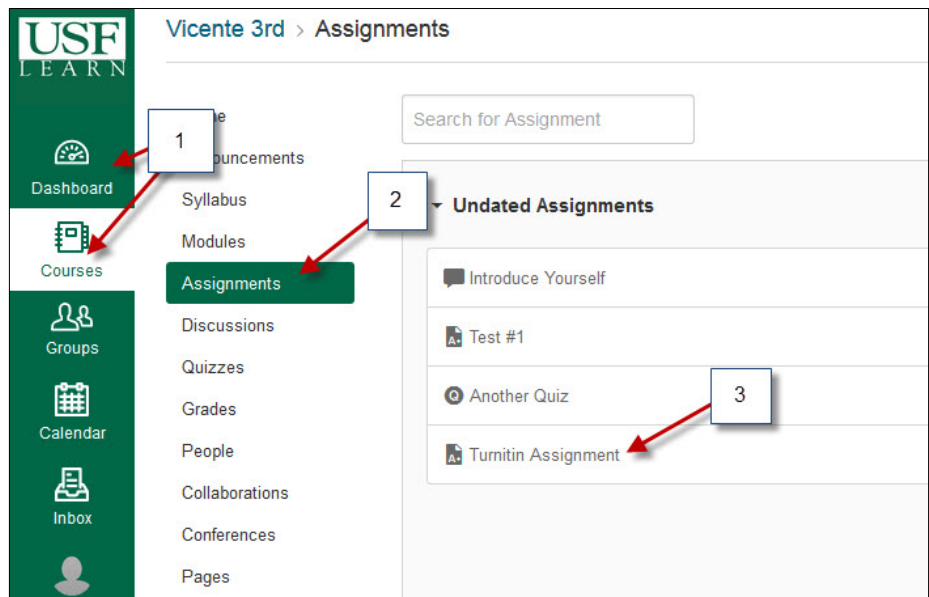 USF
LEARN
Dashboard
Courses
Groups
Calendar
Inbox
Vicente 3rd > Assignments
1
Syllabus
Modules
Assignments
Discussions
Quizzes
Grades
People
Collaborations
Conferences
Pages
2
Search for Assignment
Undated Assignments
Introduce Yourself
Test #1
Another Quiz
3
Turnitin Assignment